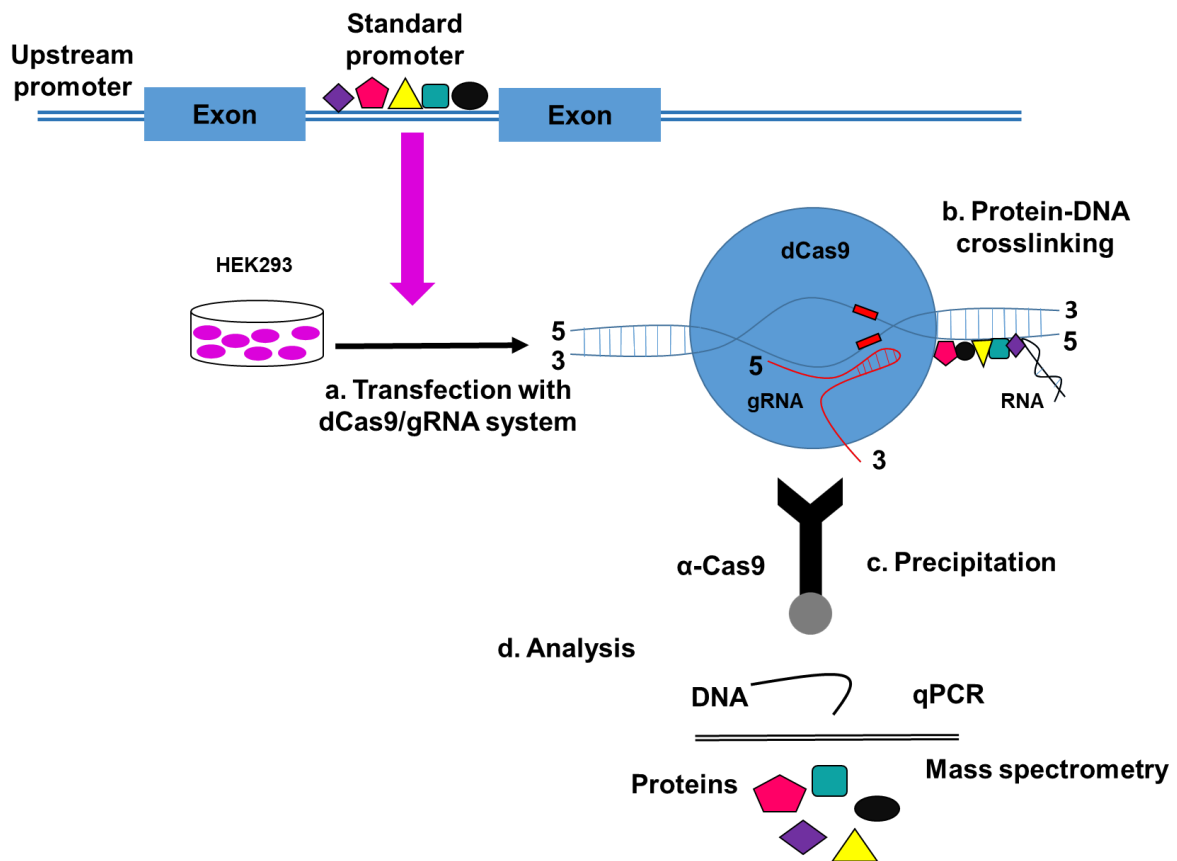 Standard
promoter
Upstream
promoter
Exon
Exon
HEK293
a. Transfection with
dCas9/gRNA system
b. Protein-DNA
crosslinking
dCas9
5
3
3
5
5
gRNA
3
RNA
α-Cas9
c. Precipitation
d. Analysis
DNA
qPCR
Proteins
Mass spectrometry